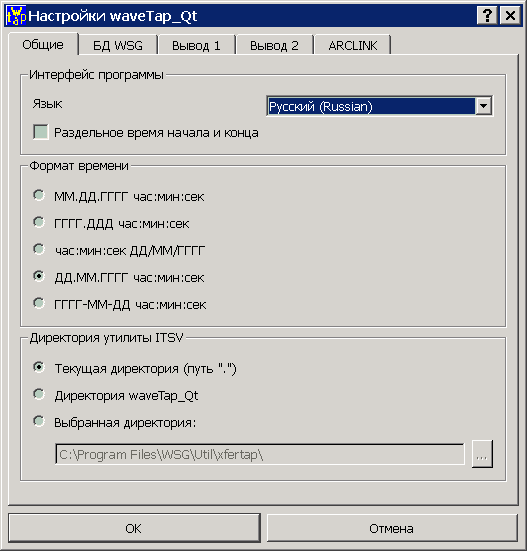 Настройки waveTap_Qt
Общие
БД WSG
Вывод 1
Вывод 2
ARCLINK
Интерфейс программы
Язык
Русский (Russian)
Раздельное время начала и конца
Формат времени
ММ.ДД.ГГГГ час:мин:сек
ГГГГ.ДДД час:мин:сек
час:мин:сек ДД/ММ/ГГГГ
ДД.ММ.ГГГГ час:мин:сек
ГГГГ-ММ-ДД час:мин:сек
Директория утилиты ITSV
Текущая директория (путь ".")
Директория waveTap_Qt
Выбранная директория:
C:\Program Files\WSG\Util\xfertap\
...
OK
Отмена